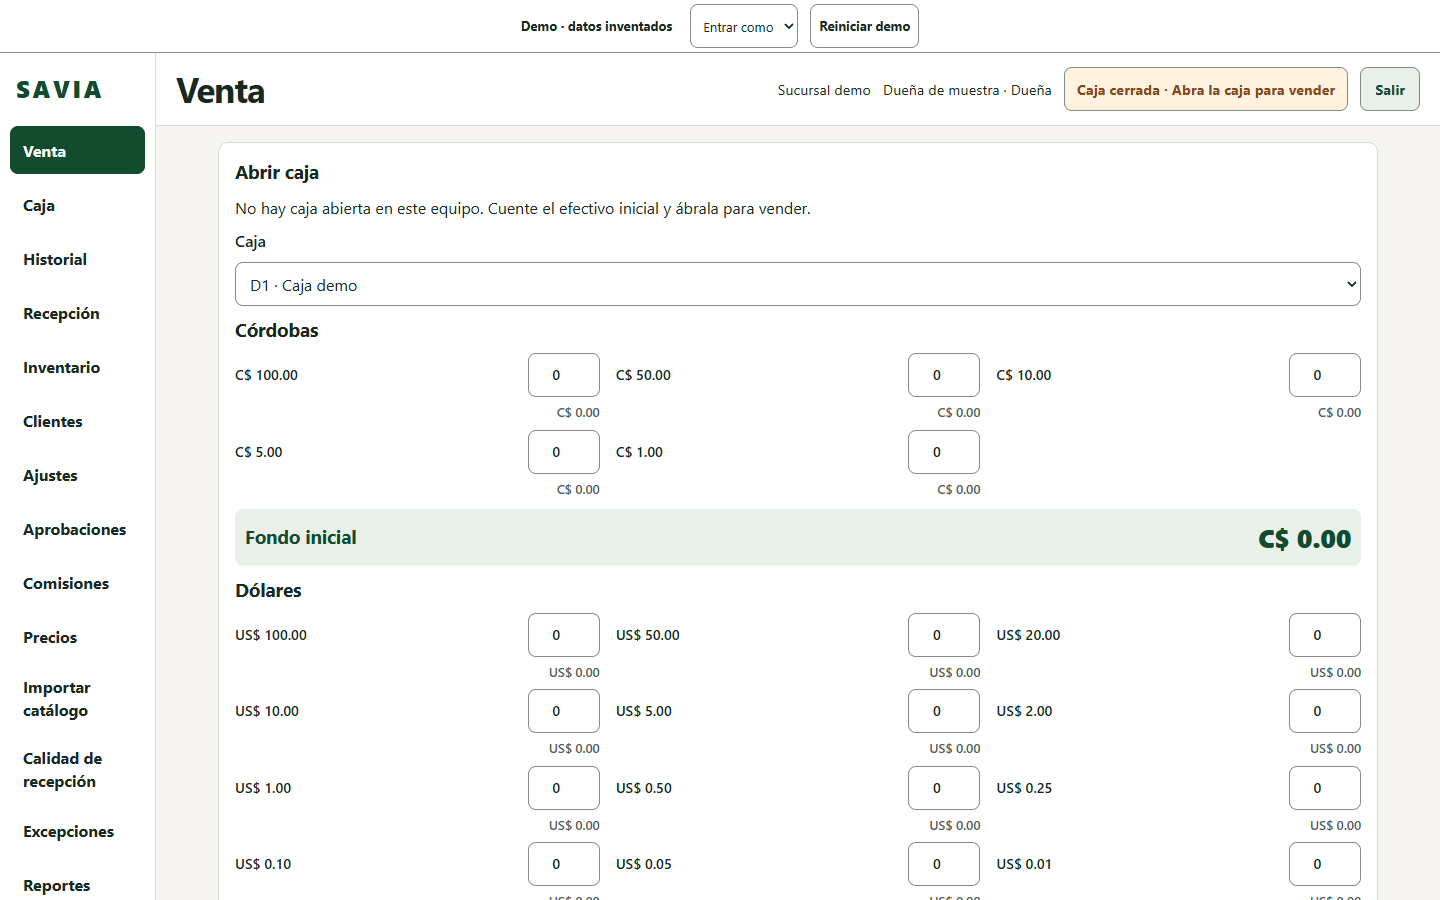 Demo · datos inventados
Entrar como
Reiniciar demo
SAVIA
Venta
Caja
Historial
Recepción
Inventario
Clientes
Ajustes
Aprobaciones
Comisiones
Precios
Importar
catálogo
Calidad de
recepción
Excepciones
Reportes
Venta
Sucursal demo
Dueña de muestra · Dueña
Caja cerrada · Abra la caja para vender
Salir
Abrir caja
No hay caja abierta en este equipo. Cuente el efectivo inicial y ábrala para vender.
Caja
D1 · Caja demo
Córdobas
C$ 100.00 0 C$ 50.00 0 C$ 10.00 0
C$ 0.00 C$ 0.00 C$ 0.00
C$ 5.00 0 C$ 1.00 0
C$ 0.00 C$ 0.00
Fondo inicial C$ 0.00
Dólares
US$ 100.00 0 US$ 50.00 0 US$ 20.00 0
US$ 0.00 US$ 0.00 US$ 0.00
US$ 10.00 0 US$ 5.00 0 US$ 2.00 0
US$ 0.00 US$ 0.00 US$ 0.00
US$ 1.00 0 US$ 0.50 0 US$ 0.25 0
US$ 0.00 US$ 0.00 US$ 0.00
US$ 0.10 0 US$ 0.05 0 US$ 0.01 0